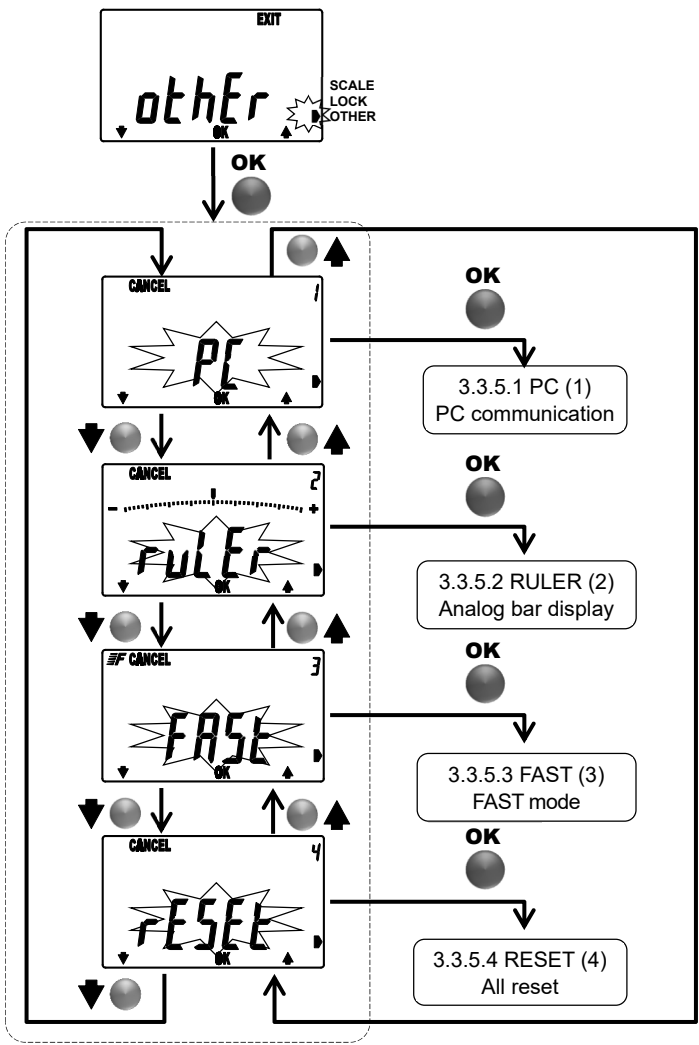 EXIT
othEr
SCALE
LOCK
OTHER
OK
OK
CANCEL
1
PC
OK
OK
3.3.5.1 PC (1)
PC communication
CANCEL
2
- +
rulEr
OK
OK
3.3.5.2 RULER (2)
Analog bar display
F CANCEL
3
FASt
OK
OK
3.3.5.3 FAST (3)
FAST mode
CANCEL
4
rESEt
OK
OK
3.3.5.4 RESET (4)
All reset